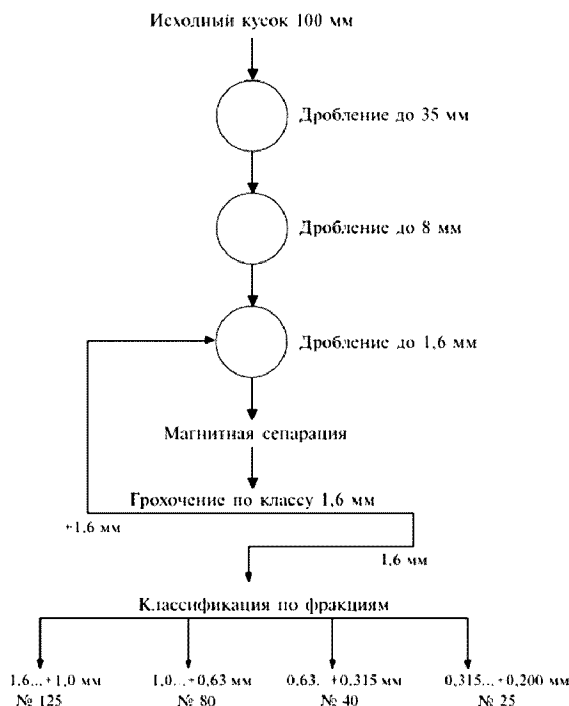 Исходный кусок 100 мм
Дробление до 35 мм
Дробление до 8 мм
Дробление до 1,6 мм
Магнитная сепарация
Грохочение по классу 1,6 мм
+1,6 мм
1,6 мм
Классификация по фракциям
1,6...+1,0 мм 1,0...+0,63 мм 0,63. +0,315 мм 0,315...+0,200 мм
№ 125 № 80 № 40 № 25